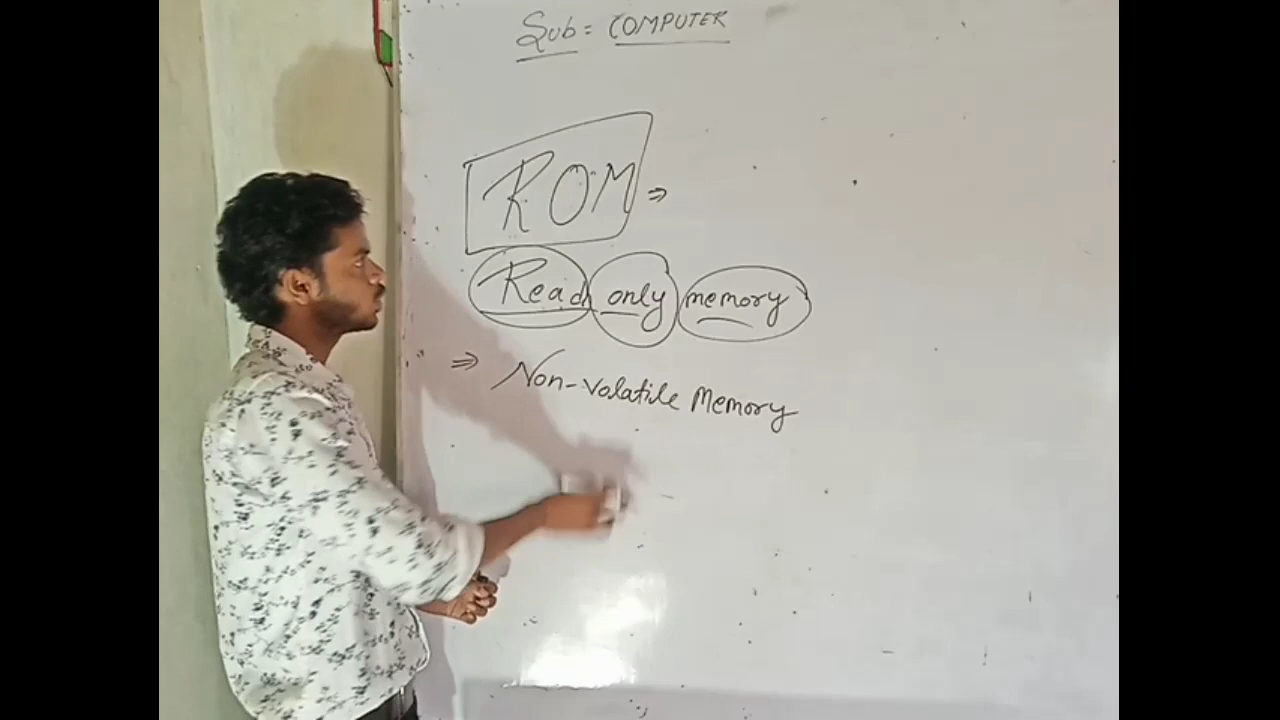 Sub = COMPUTER
ROM ⇒
Read only memory
⇒ Non-Volatile Memory